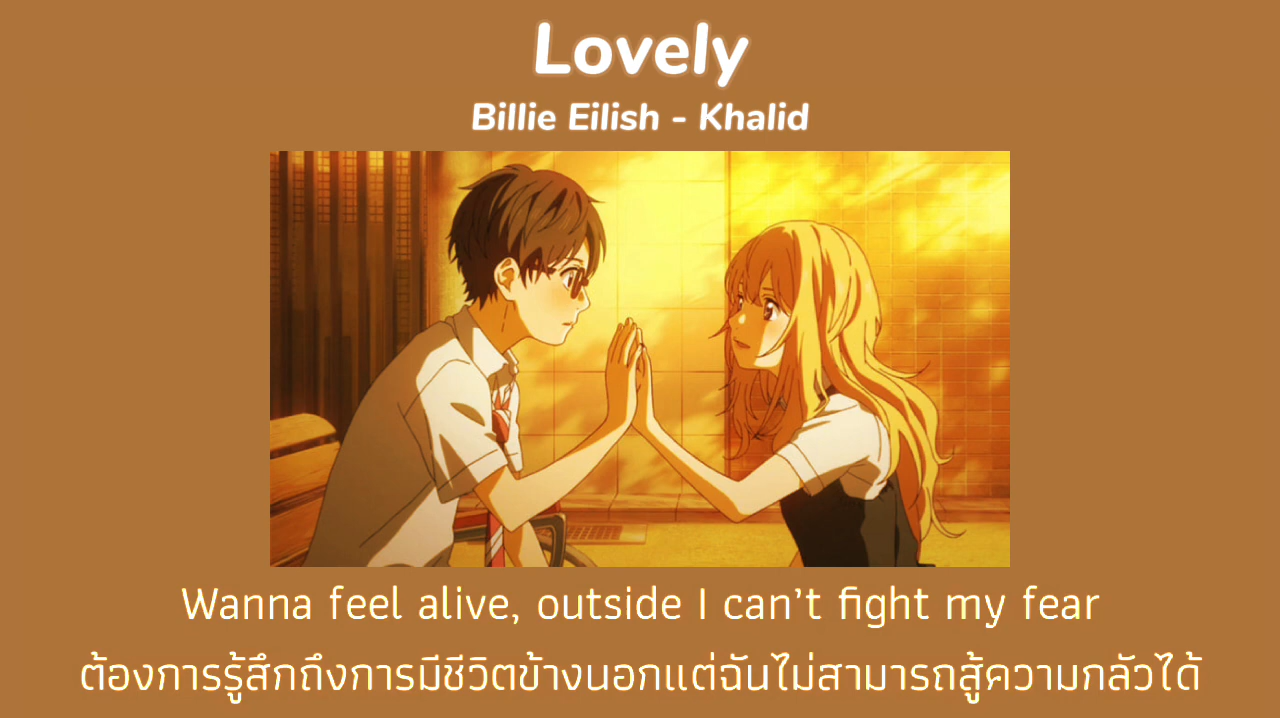 Lovely
Billie Eilish - Khalid
Wanna feel alive, outside I can’t fight my fear
ต้องการรู้สึกถึงการมีชีวิตข้างนอกแต่ฉันไม่สามารถสู้ความกลัวได้